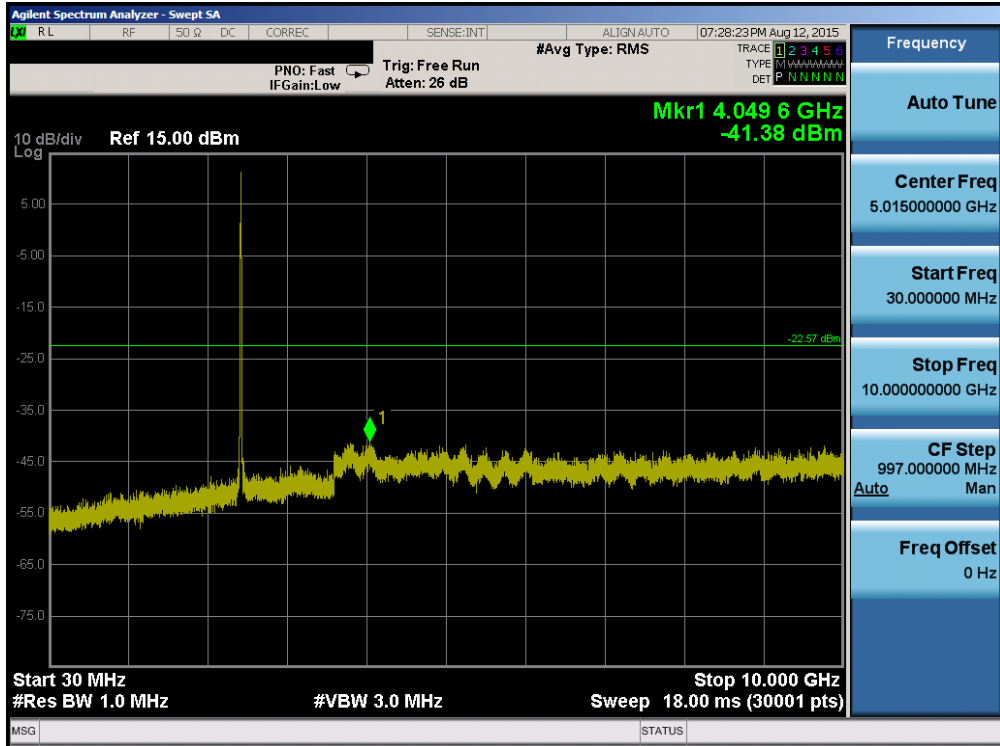 Agilent Spectrum Analyzer - Swept SA
LXI RL RF 50 Ω DC CORREC SENSE:INT ALIGN AUTO 07:28:23 PM Aug 12, 2015
#Avg Type: RMS TRACE 1 2 3 4 5 6
PNO: Fast Trig: Free Run TYPE M WWWWW
IFGain:Low Atten: 26 dB DET P N N N N N
Mkr1 4.049 6 GHz
10 dB/div Ref 15.00 dBm -41.38 dBm
Log
5.00
-5.00
-15.0
-22.57 dBm
-25.0
-35.0
1
-45.0
-55.0
-65.0
-75.0
Start 30 MHz Stop 10.000 GHz
#Res BW 1.0 MHz #VBW 3.0 MHz Sweep 18.00 ms (30001 pts)
MSG STATUS
Frequency
Auto Tune
Center Freq
5.015000000 GHz
Start Freq
30.000000 MHz
Stop Freq
10.000000000 GHz
CF Step
997.000000 MHz
Auto Man
Freq Offset
0 Hz